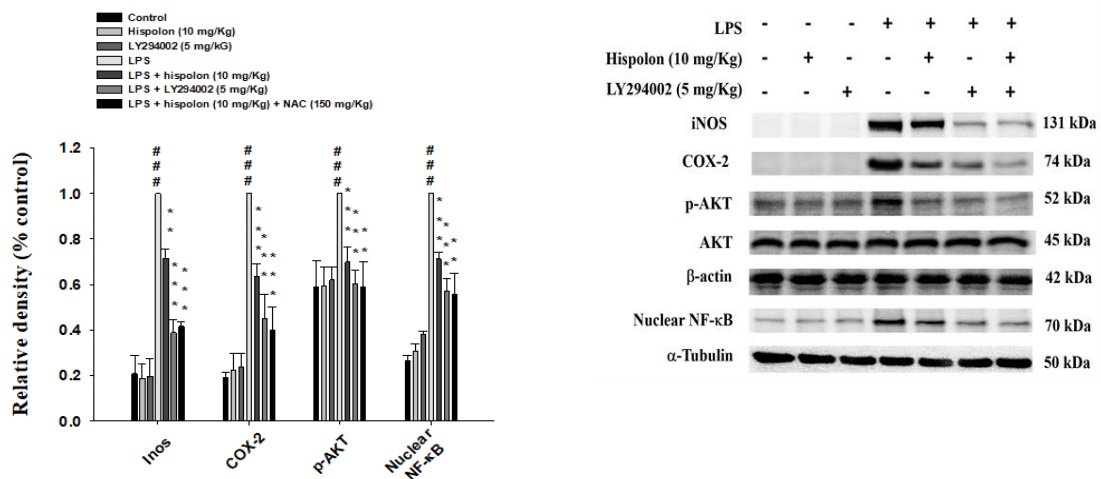 Control
Hispolon (10 mg/Kg)
LY294002 (5 mg/kG)
LPS
LPS + hispolon (10 mg/Kg)
LPS + LY294002 (5 mg/Kg)
LPS + hispolon (10 mg/Kg) + NAC (150 mg/Kg)
Relative density (% control)
1.2
1.0
0.8
0.6
0.4
0.2
0.0
# # #
# # #
# # #
# # #
* *
* * *
* * *
* * *
* * *
* * *
* *
* * *
* * *
* * *
* * *
* * *
Inos
COX-2
p-AKT
Nuclear
NF-κB
LPS - - - + + + +
Hispolon (10 mg/Kg) - + - - + - +
LY294002 (5 mg/Kg) - - + - - + +
iNOS 131 kDa
COX-2 74 kDa
p-AKT 52 kDa
AKT 45 kDa
β-actin 42 kDa
Nuclear NF-κB 70 kDa
α-Tubulin 50 kDa